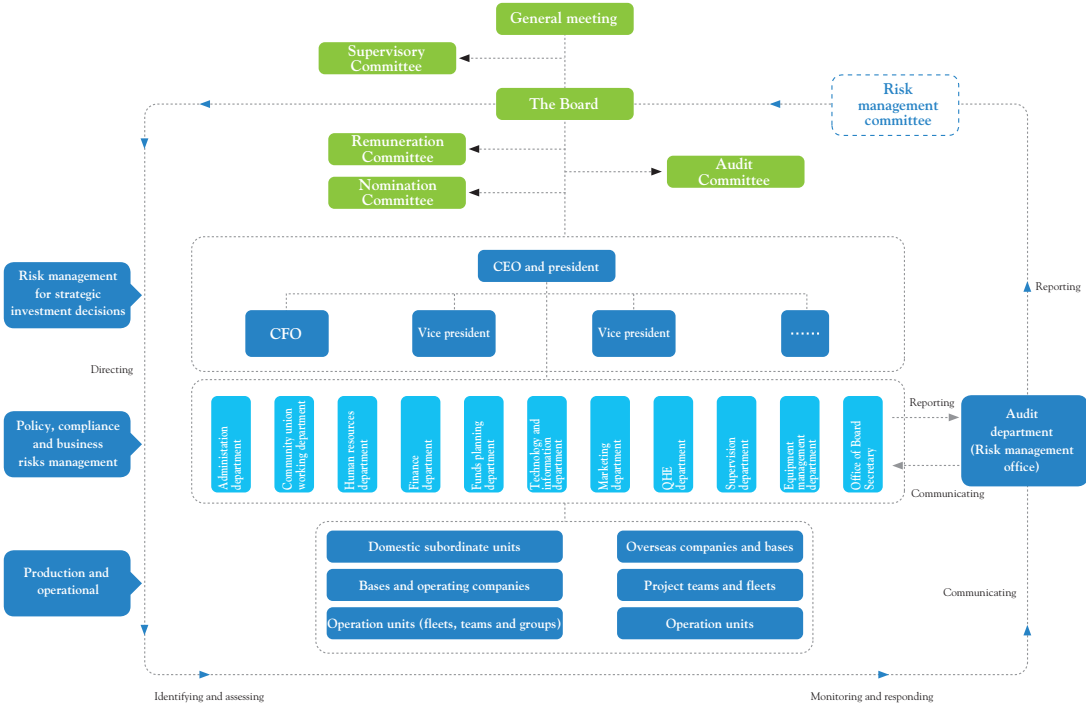 General meeting
Supervisory
Committee
The Board
Risk
management
committee
Remuneration
Committee
Audit
Committee
Nomination
Committee
CEO and president
Risk management
for strategic
investment decisions
Reporting
CFO
Vice president
Vice president
......
Directing
Administation
department
Community union
working department
Human resources
department
Finance
department
Funds planning
department
Technology and
information department
Marketing
department
QHE
department
Supervision
department
Equipment
management
department
Office of Board
Secretary
Reporting
Policy, compliance
and business
risks management
Audit
department
(Risk management
office)
Communicating
Domestic subordinate units
Overseas companies and bases
Production and
operational
Bases and operating companies
Project teams and fleets
Communicating
Operation units (fleets, teams and groups)
Operation units
Identifying and assessing
Monitoring and responding